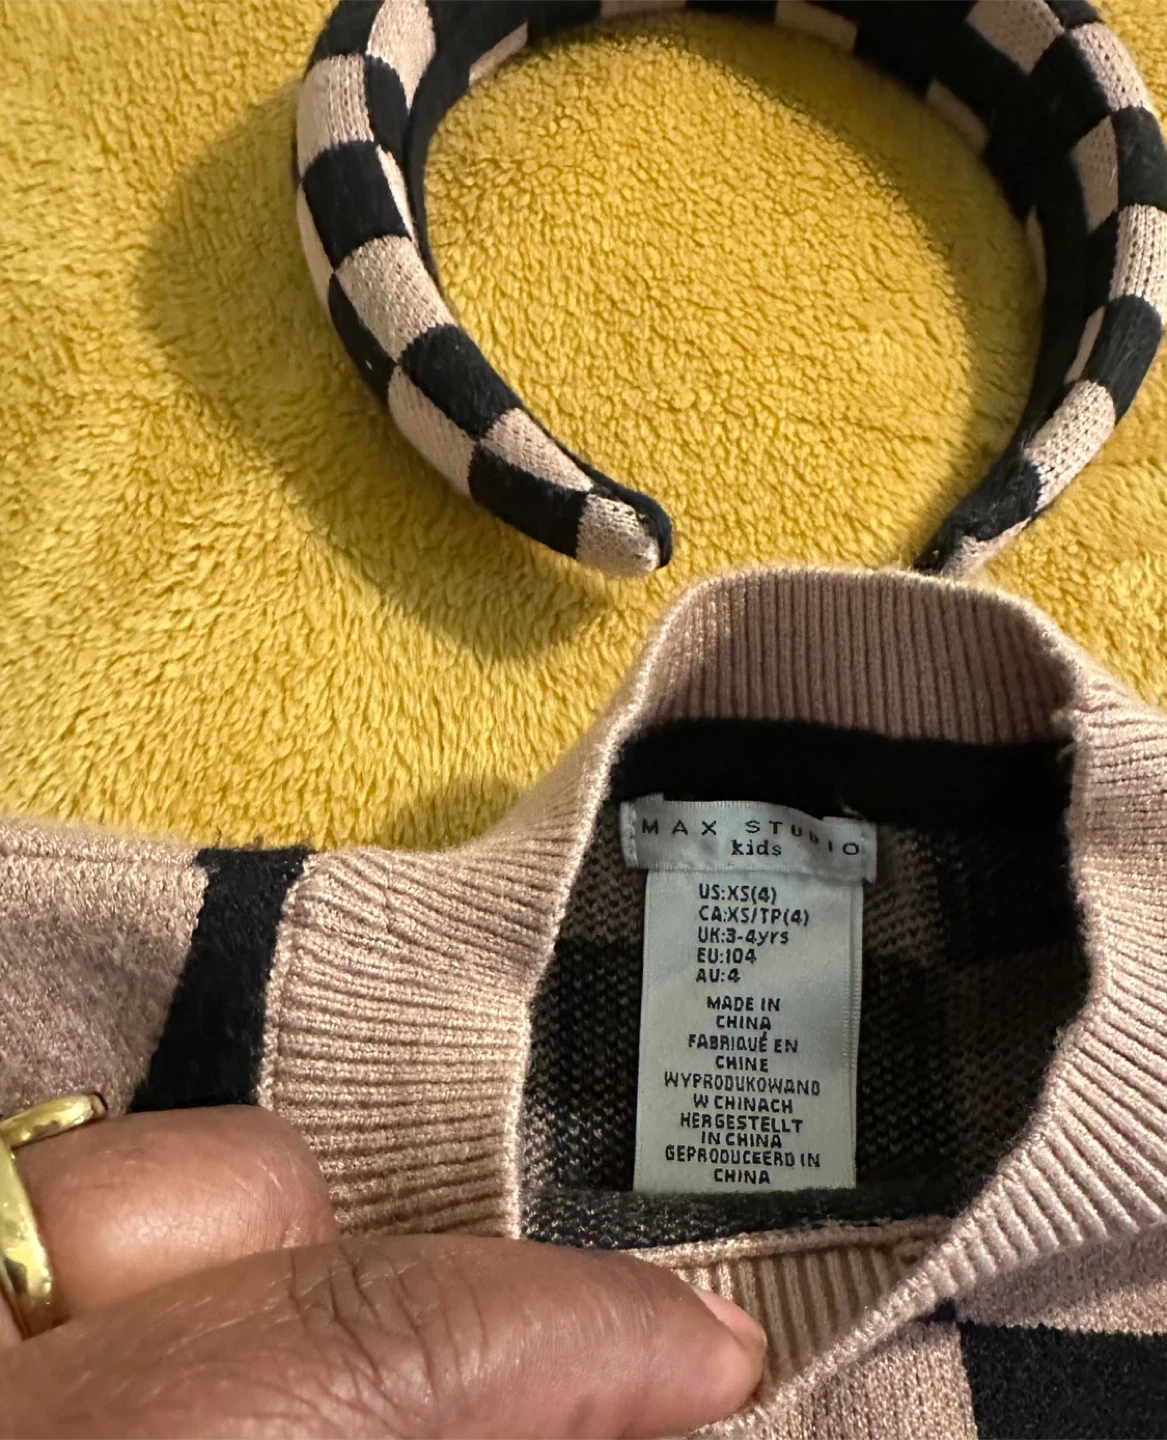 MAX STUDIO
kids
US:XS(4)
CA:XS/TP(4)
UK:3-4yrs
EU:104
AU:4
MADE IN
CHINA
FABRIQUÉ EN
CHINE
WYPRODUKOWANO
W CHINACH
HERGESTELLT
IN CHINA
GEPRODUCEERD IN
CHINA